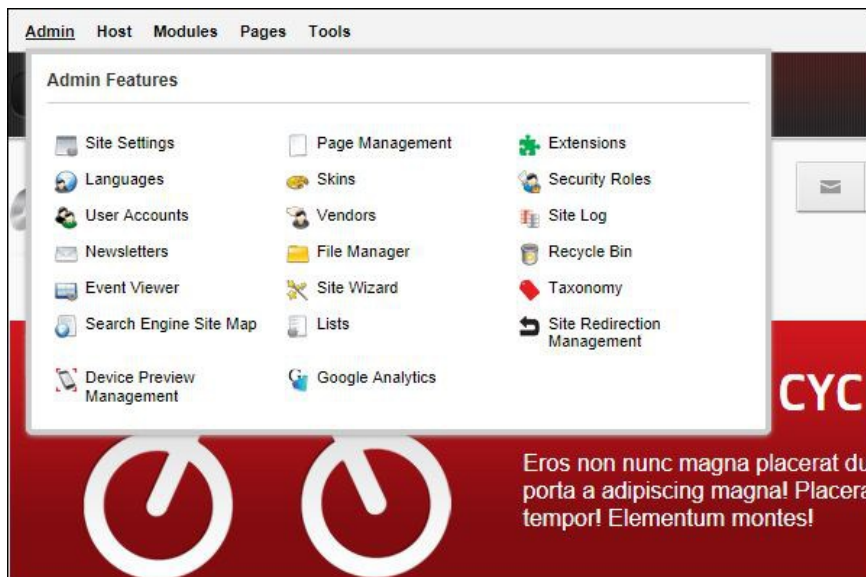 Admin Host Modules Pages Tools
Admin Features
Site Settings Page Management Extensions
Languages Skins Security Roles
User Accounts Vendors Site Log
Newsletters File Manager Recycle Bin
Event Viewer Site Wizard Taxonomy
Search Engine Site Map Lists Site Redirection
Management
Device Preview Google Analytics
Management
CYC
Eros non nunc magna placerat du
porta a adipiscing magna! Placera
tempor! Elementum montes!